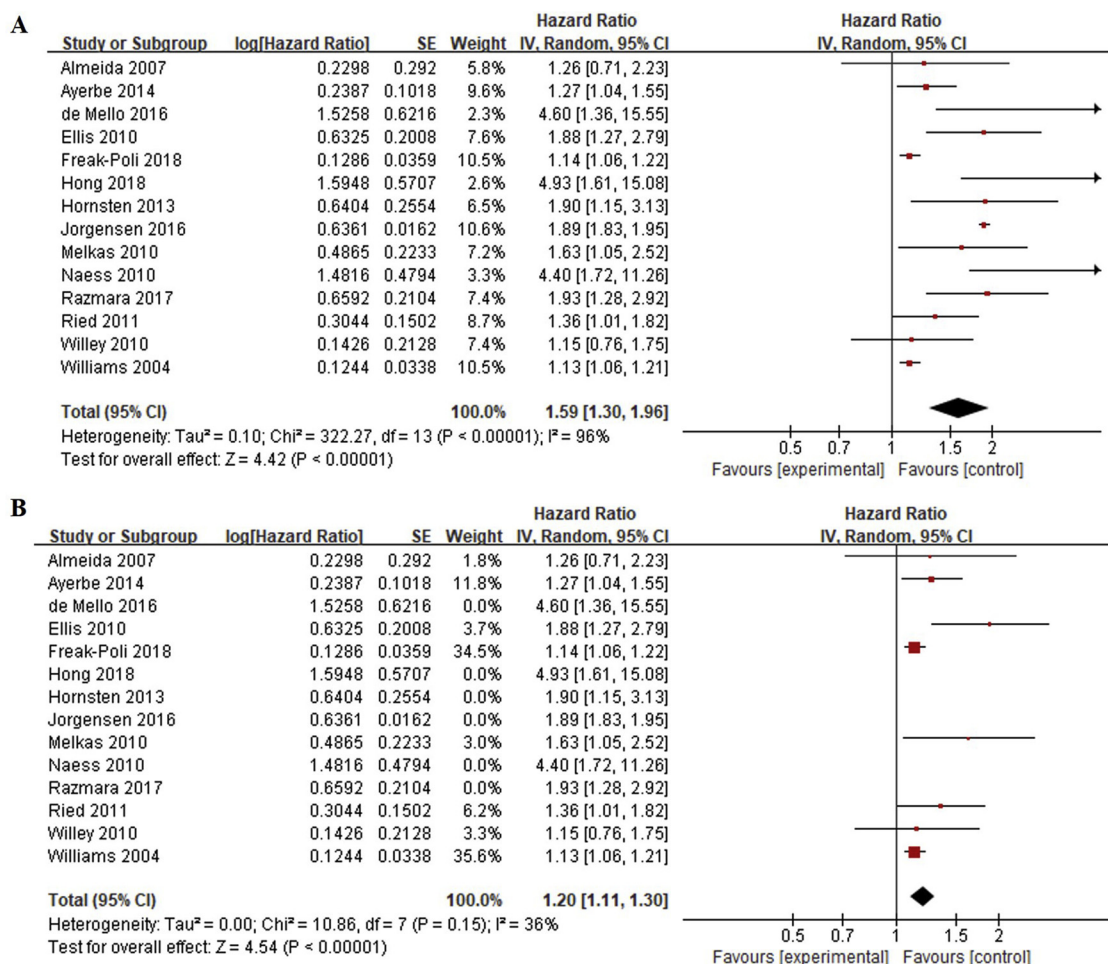 A
Hazard Ratio Hazard Ratio
Study or Subgroup log[Hazard Ratio] SE Weight IV, Random, 95% CI IV, Random, 95% CI
Almeida 2007 0.2298 0.292 5.8% 1.26 [0.71, 2.23]
Ayerbe 2014 0.2387 0.1018 9.6% 1.27 [1.04, 1.55]
de Mello 2016 1.5258 0.6216 2.3% 4.60 [1.36, 15.55]
Ellis 2010 0.6325 0.2008 7.6% 1.88 [1.27, 2.79]
Freak-Poli 2018 0.1286 0.0359 10.5% 1.14 [1.06, 1.22]
Hong 2018 1.5948 0.5707 2.6% 4.93 [1.61, 15.08]
Hornsten 2013 0.6404 0.2554 6.5% 1.90 [1.15, 3.13]
Jorgensen 2016 0.6361 0.0162 10.6% 1.89 [1.83, 1.95]
Melkas 2010 0.4865 0.2233 7.2% 1.63 [1.05, 2.52]
Naess 2010 1.4816 0.4794 3.3% 4.40 [1.72, 11.26]
Razmara 2017 0.6592 0.2104 7.4% 1.93 [1.28, 2.92]
Ried 2011 0.3044 0.1502 8.7% 1.36 [1.01, 1.82]
Willey 2010 0.1426 0.2128 7.4% 1.15 [0.76, 1.75]
Williams 2004 0.1244 0.0338 10.5% 1.13 [1.06, 1.21]
Total (95% CI) 100.0% 1.59 [1.30, 1.96]
Heterogeneity: Tau² = 0.10; Chi² = 322.27, df = 13 (P < 0.00001); I² = 96%
Test for overall effect: Z = 4.42 (P < 0.00001)
0.5 0.7 1 1.5 2
Favours [experimental] Favours [control]
B
Hazard Ratio Hazard Ratio
Study or Subgroup log[Hazard Ratio] SE Weight IV, Random, 95% CI IV, Random, 95% CI
Almeida 2007 0.2298 0.292 1.8% 1.26 [0.71, 2.23]
Ayerbe 2014 0.2387 0.1018 11.8% 1.27 [1.04, 1.55]
de Mello 2016 1.5258 0.6216 0.0% 4.60 [1.36, 15.55]
Ellis 2010 0.6325 0.2008 3.7% 1.88 [1.27, 2.79]
Freak-Poli 2018 0.1286 0.0359 34.5% 1.14 [1.06, 1.22]
Hong 2018 1.5948 0.5707 0.0% 4.93 [1.61, 15.08]
Hornsten 2013 0.6404 0.2554 0.0% 1.90 [1.15, 3.13]
Jorgensen 2016 0.6361 0.0162 0.0% 1.89 [1.83, 1.95]
Melkas 2010 0.4865 0.2233 3.0% 1.63 [1.05, 2.52]
Naess 2010 1.4816 0.4794 0.0% 4.40 [1.72, 11.26]
Razmara 2017 0.6592 0.2104 0.0% 1.93 [1.28, 2.92]
Ried 2011 0.3044 0.1502 6.2% 1.36 [1.01, 1.82]
Willey 2010 0.1426 0.2128 3.3% 1.15 [0.76, 1.75]
Williams 2004 0.1244 0.0338 35.6% 1.13 [1.06, 1.21]
Total (95% CI) 100.0% 1.20 [1.11, 1.30]
Heterogeneity: Tau² = 0.00; Chi² = 10.86, df = 7 (P = 0.15); I² = 36%
Test for overall effect: Z = 4.54 (P < 0.00001)
0.5 0.7 1 1.5 2
Favours [experimental] Favours [control]